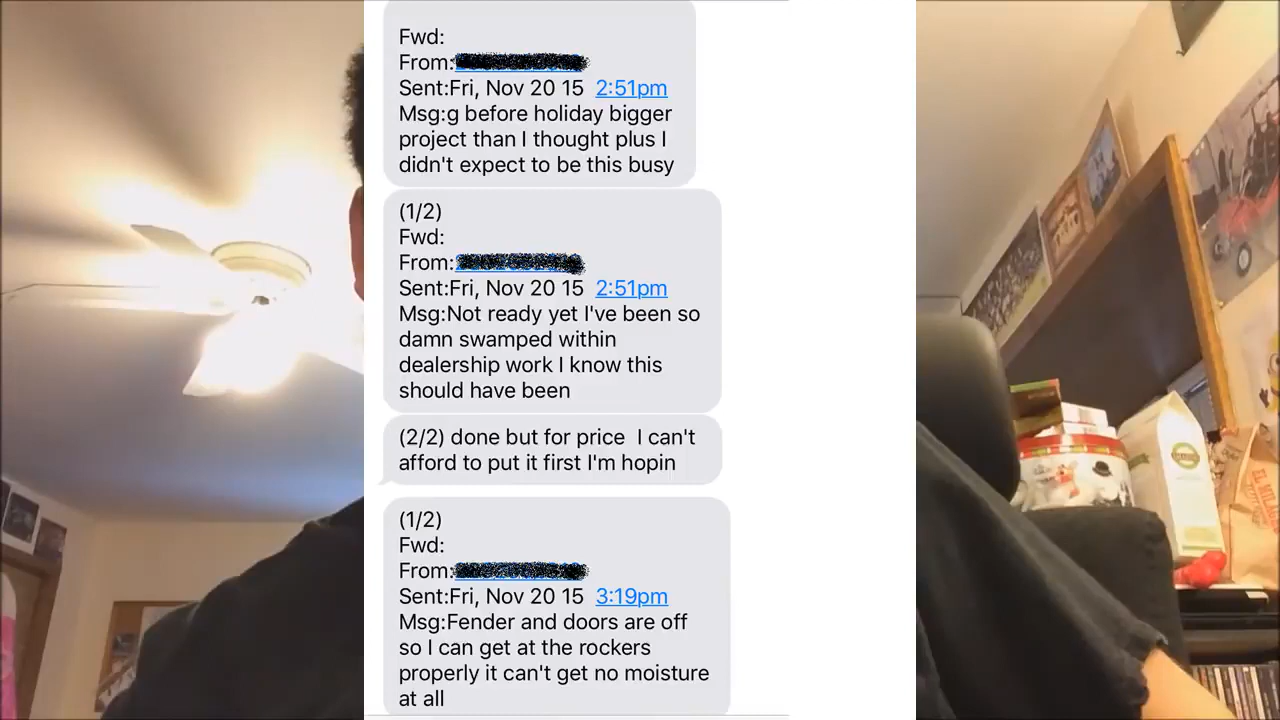 Fwd:
From:
Sent:Fri, Nov 20 15 2:51pm
Msg:g before holiday bigger
project than I thought plus I
didn't expect to be this busy
(1/2)
Fwd:
From:
Sent:Fri, Nov 20 15 2:51pm
Msg:Not ready yet I've been so
damn swamped within
dealership work I know this
should have been
(2/2) done but for price I can't
afford to put it first I'm hopin
(1/2)
Fwd:
From:
Sent:Fri, Nov 20 15 3:19pm
Msg:Fender and doors are off
so I can get at the rockers
properly it can't get no moisture
at all
EL MILAGRO